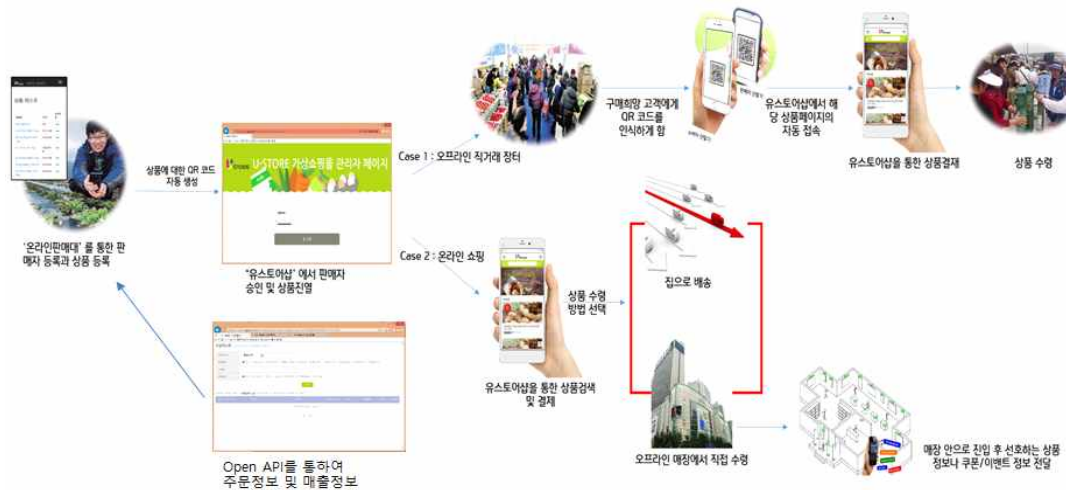 상품에 대한 QR 코드
자동 생성
'온라인판매대' 를 통한 판
매자 등록과 상품 등록
U-STORE 가상쇼핑몰 관리자 페이지
"유스토어샵" 에서 판매자
승인 및 상품진열
Open API를 통하여
주문정보 및 매출정보
Case 1 : 오프라인 직거래 장터
구매희망 고객에게
QR 코드를
인식하게 함
유스토어샵에서 해
당 상품페이지의
자동 접속
유스토어샵을 통한 상품결재
상품 수령
Case 2 : 온라인 쇼핑
유스토어샵을 통한 상품검색
및 결제
상품 수령
방법 선택
집으로 배송
오프라인 매장에서 직접 수령
매장 안으로 진입 후 선호하는 상품
정보나 쿠폰/이벤트 정보 전달